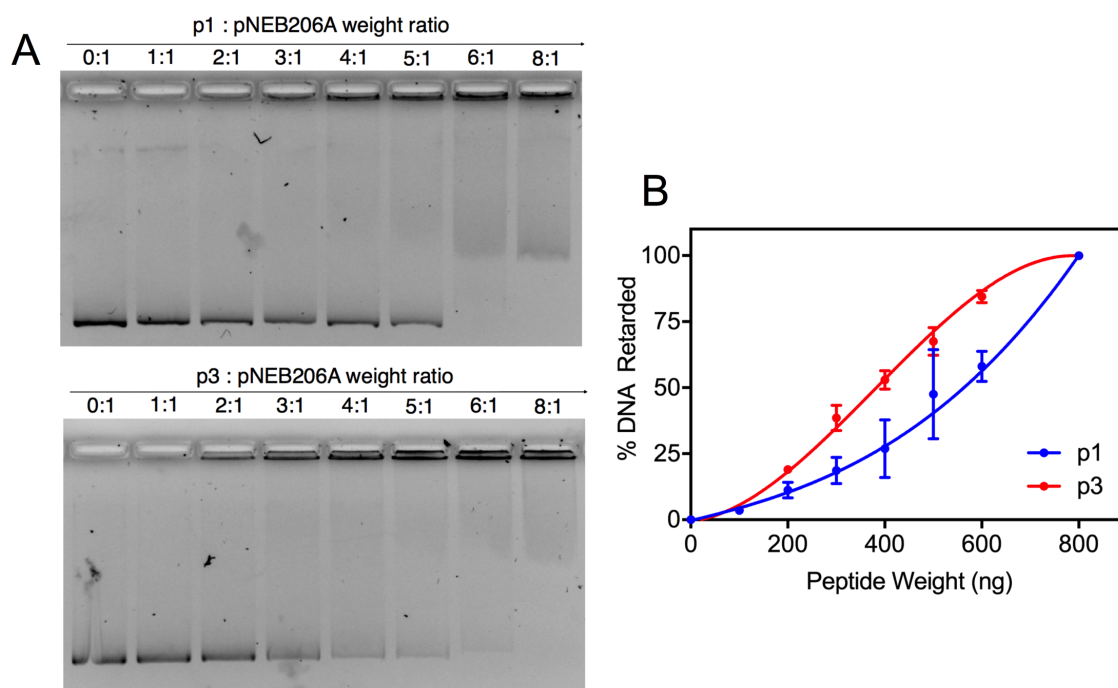 A
p1 : pNEB206A weight ratio
0:1 1:1 2:1 3:1 4:1 5:1 6:1 8:1
p3 : pNEB206A weight ratio
0:1 1:1 2:1 3:1 4:1 5:1 6:1 8:1
B
100
75
50
25
0
% DNA Retarded
0 200 400 600 800
Peptide Weight (ng)
p1
p3